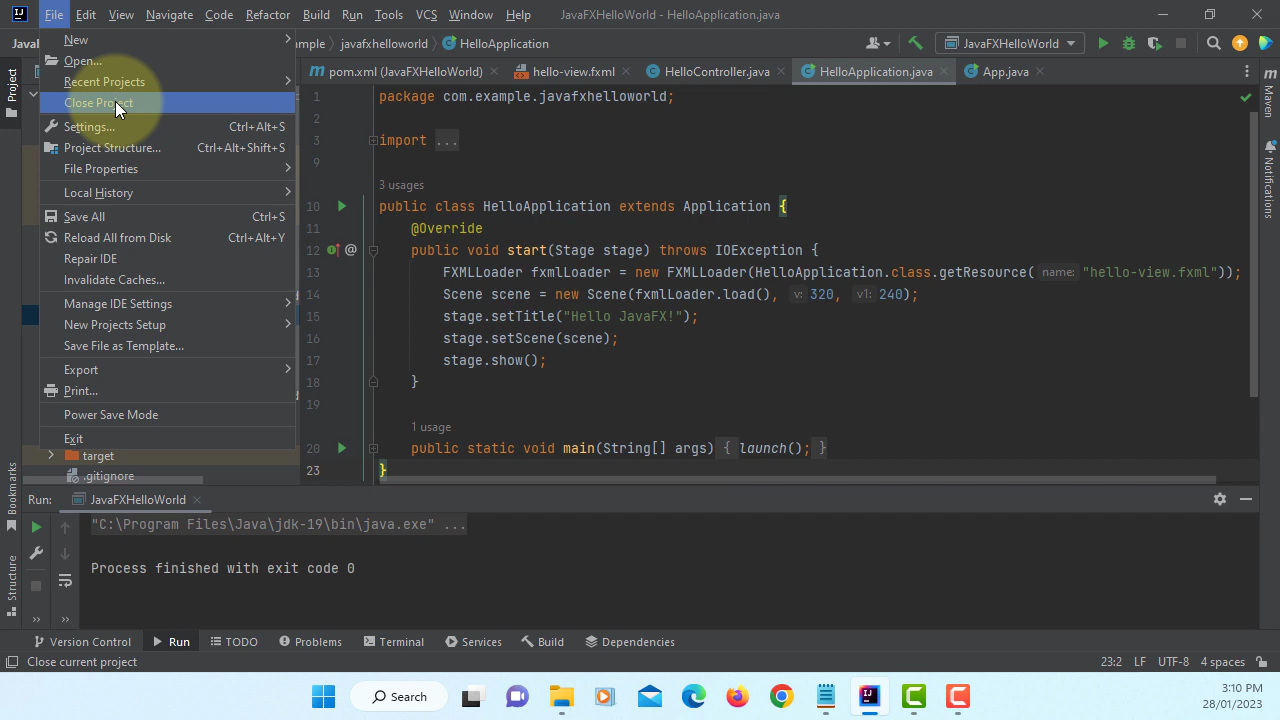 File Edit View Navigate Code Refactor Build Run Tools VCS Window Help JavaFXHelloWorld - HelloApplication.java
javafxhelloworld HelloApplication JavaFXHelloWorld
Project
New
Open...
Recent Projects
Close Project
Settings... Ctrl+Alt+S
Project Structure... Ctrl+Alt+Shift+S
File Properties
Local History
Save All Ctrl+S
Reload All from Disk Ctrl+Alt+Y
Repair IDE
Invalidate Caches...
Manage IDE Settings
New Projects Setup
Save File as Template...
Export
Print...
Power Save Mode
Exit
target
.gitignore
pom.xml (JavaFXHelloWorld) hello-view.fxml HelloController.java HelloApplication.java App.java
1 package com.example.javafxhelloworld;
2
3 import ...
9
3 usages
10 public class HelloApplication extends Application {
11 @Override
12 @ public void start(Stage stage) throws IOException {
13 FXMLLoader fxmlLoader = new FXMLLoader(HelloApplication.class.getResource( name: "hello-view.fxml"));
14 Scene scene = new Scene(fxmlLoader.load(), v: 320, v1: 240);
15 stage.setTitle("Hello JavaFX!");
16 stage.setScene(scene);
17 stage.show();
18 }
19
1 usage
20 public static void main(String[] args) { launch(); }
23 }
Maven
Notifications
Bookmarks
Structure
Run: JavaFXHelloWorld
"C:\Program Files\Java\jdk-19\bin\java.exe" ...
Process finished with exit code 0
Version Control Run TODO Problems Terminal Services Build Dependencies
Close current project 23:2 LF UTF-8 4 spaces
Search
3:10 PM
28/01/2023